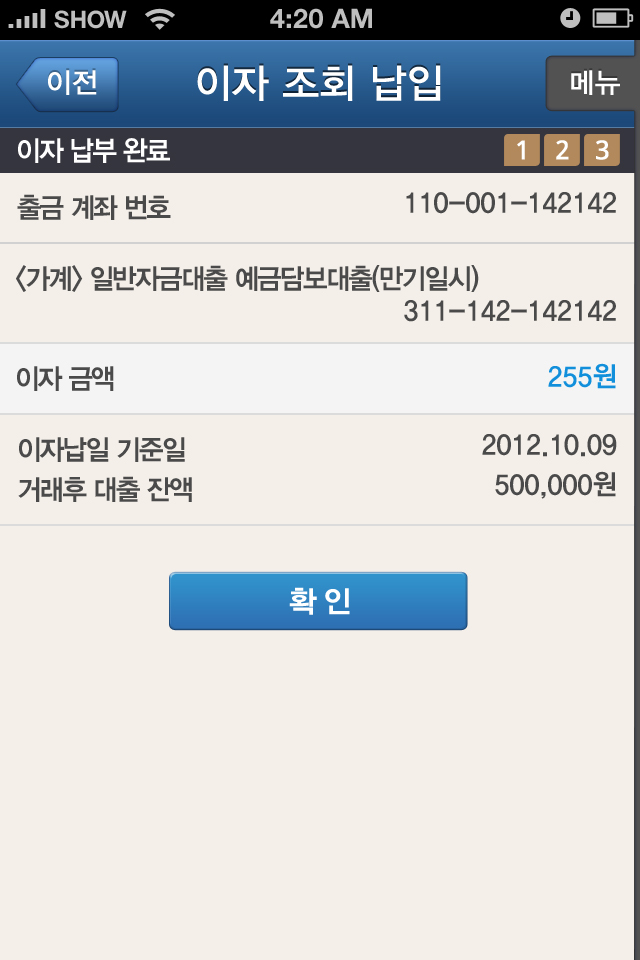 SHOW 4:20 AM
이전 이자 조회 납입 메뉴
이자 납부 완료 1 2 3
출금 계좌 번호 110-001-142142
<가계> 일반자금대출 예금담보대출(만기일시)
311-142-142142
이자 금액 255원
이자납일 기준일 2012.10.09
거래후 대출 잔액 500,000원
확인